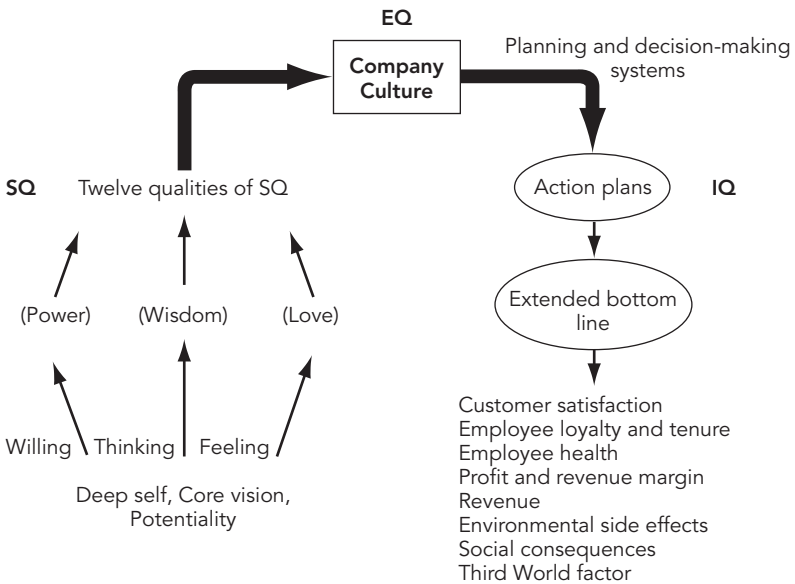 EQ
Company
Culture
Planning and decision-making
systems
SQ
Twelve qualities of SQ
Action plans
IQ
(Power)
(Wisdom)
(Love)
Extended bottom
line
Willing
Thinking
Feeling
Deep self, Core vision,
Potentiality
Customer satisfaction
Employee loyalty and tenure
Employee health
Profit and revenue margin
Revenue
Environmental side effects
Social consequences
Third World factor